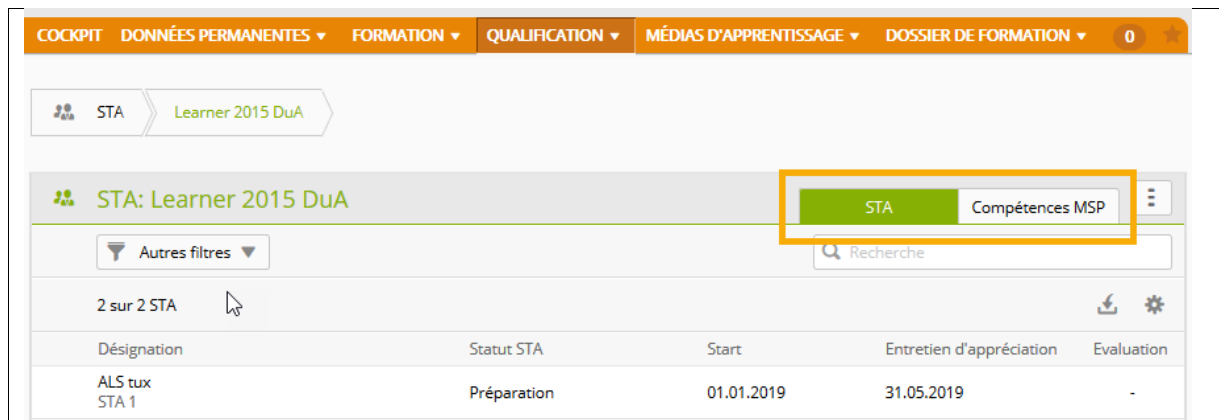 COCKPIT DONNÉES PERMANENTES FORMATION QUALIFICATION MÉDIAS D'APPRENTISSAGE DOSSIER DE FORMATION 0
STA Learner 2015 DuA
STA: Learner 2015 DuA STA Compétences MSP
Autres filtres Recherche
2 sur 2 STA
Désignation Statut STA Start Entretien d'appréciation Evaluation
ALS tux Préparation 01.01.2019 31.05.2019 -
STA 1